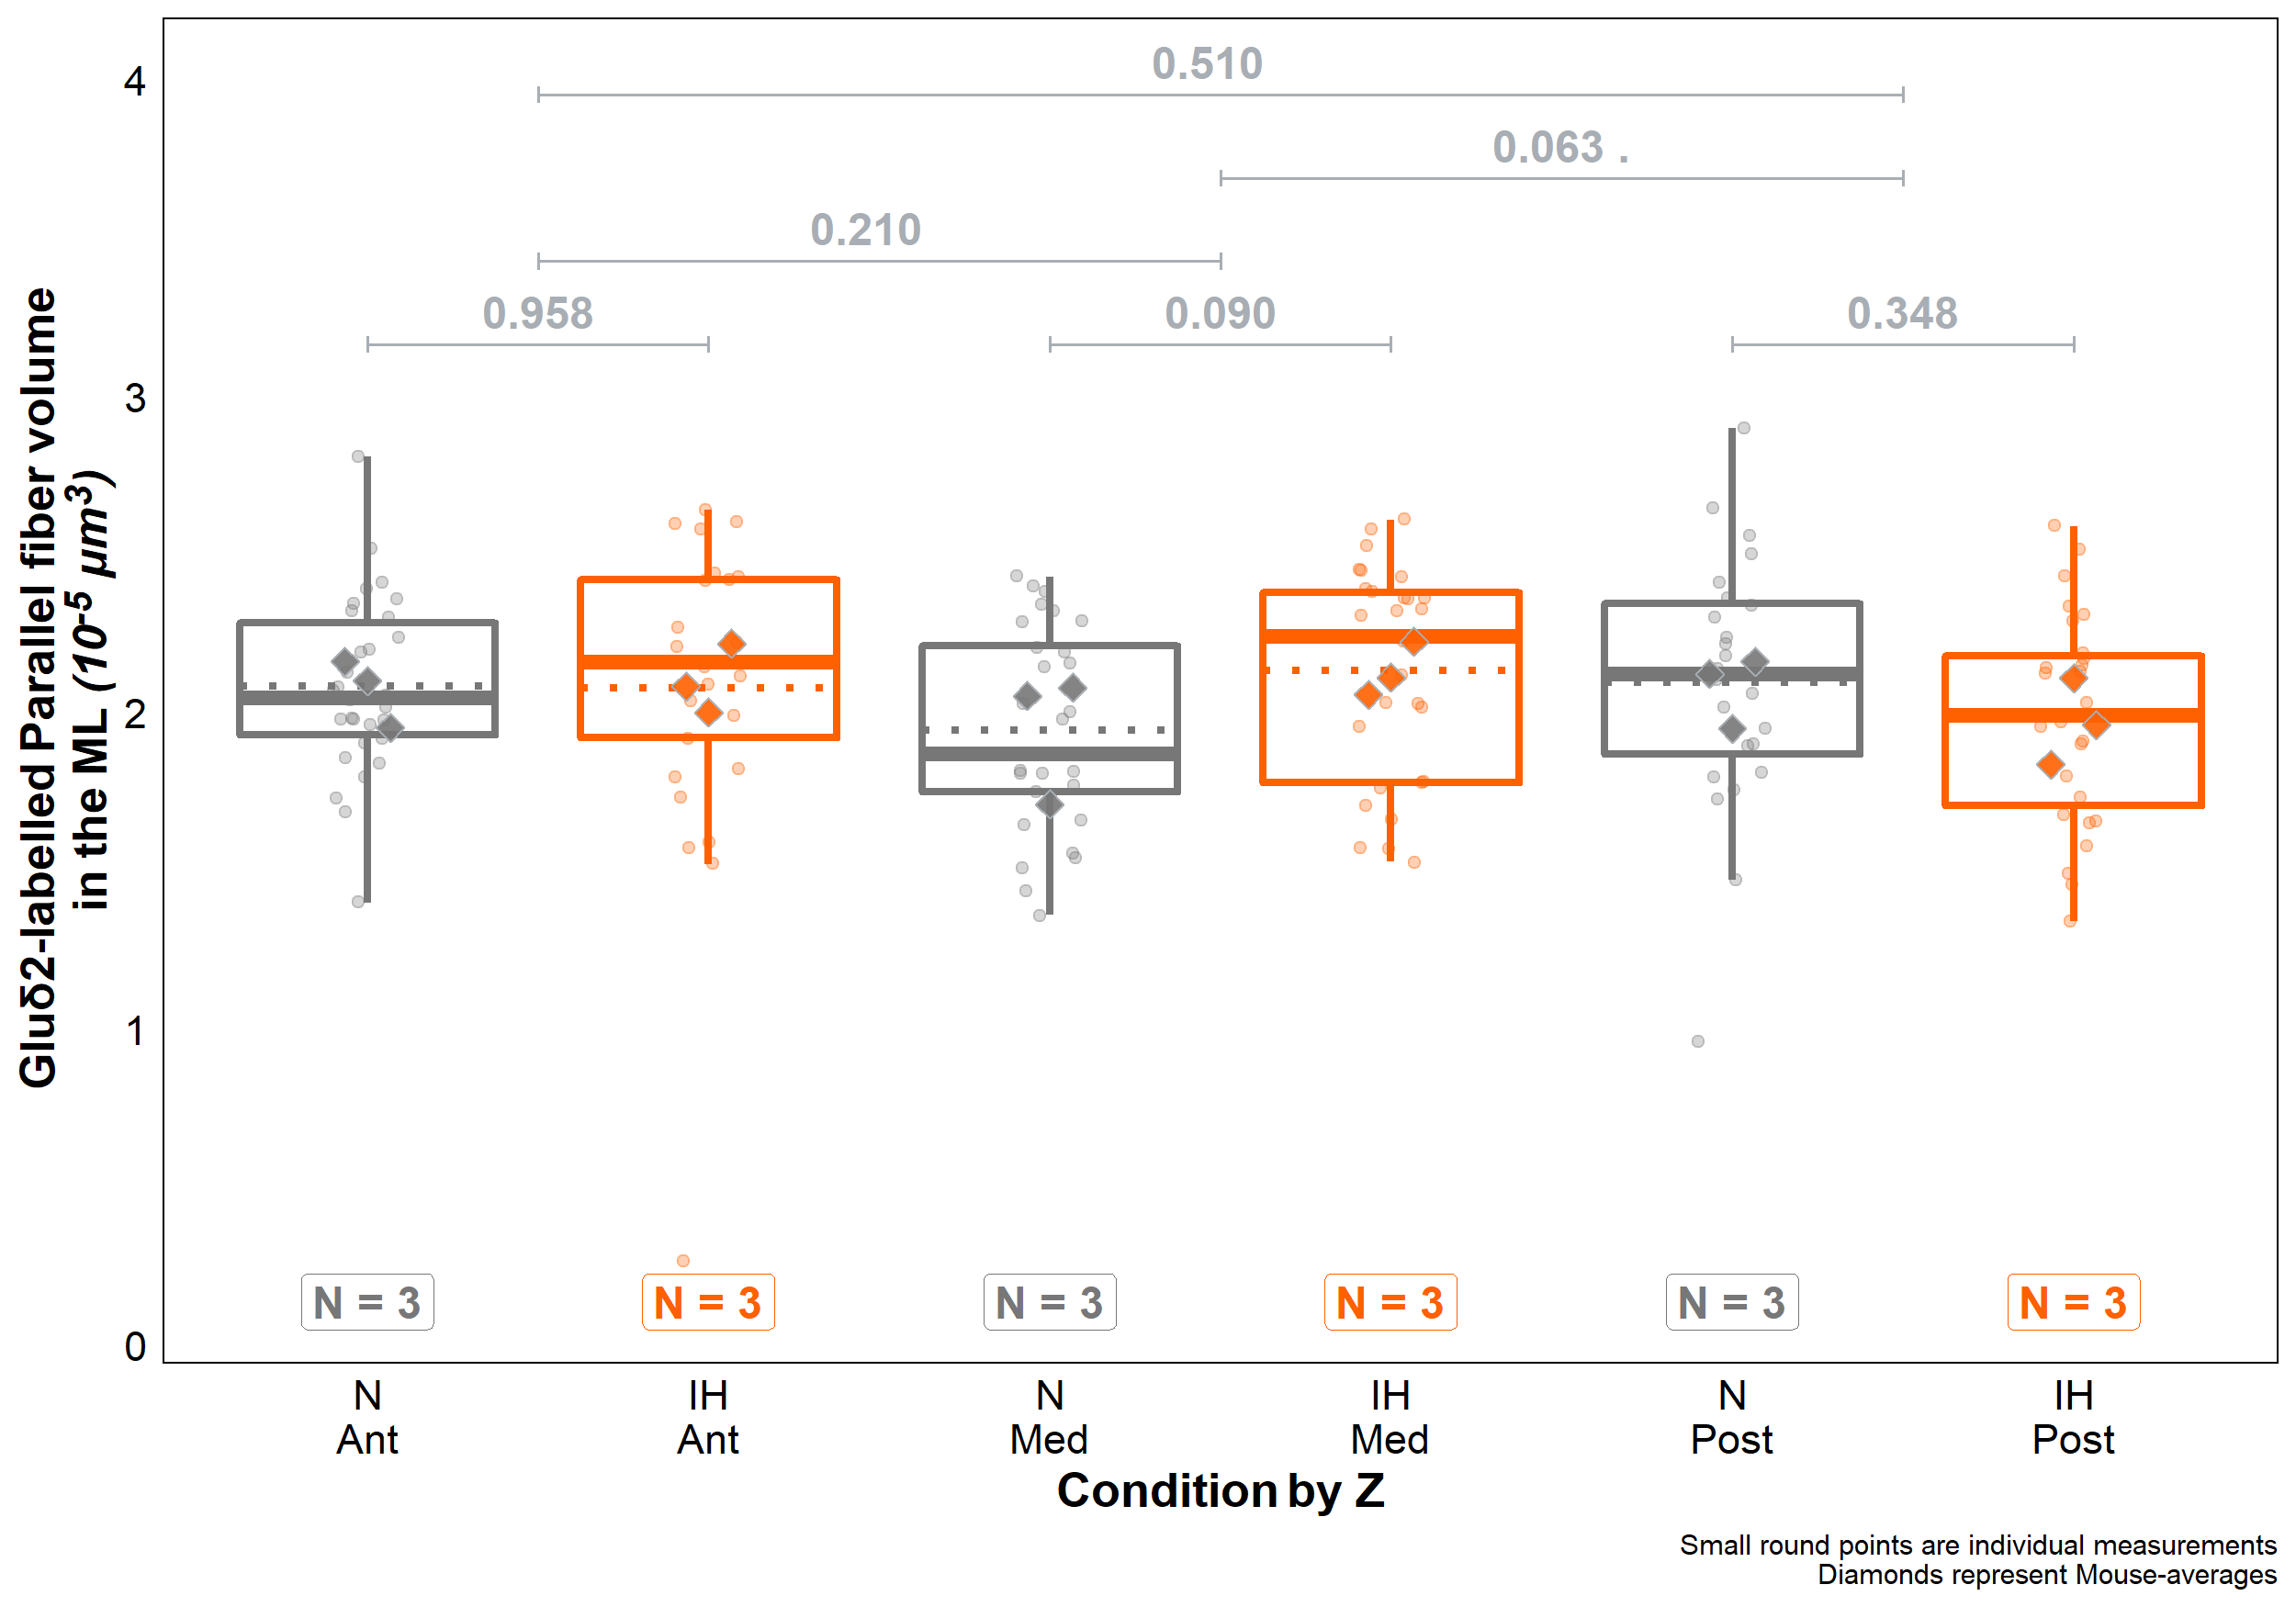 Gluδ2-labelled Parallel fiber volume
in the ML (10⁻⁵ µm³)
4
3
2
1
0
0.510
0.063 .
0.210
0.958
0.090
0.348
N = 3
N = 3
N = 3
N = 3
N = 3
N = 3
N
Ant
IH
Ant
N
Med
IH
Med
N
Post
IH
Post
Condition by Z
Small round points are individual measurements
Diamonds represent Mouse-averages